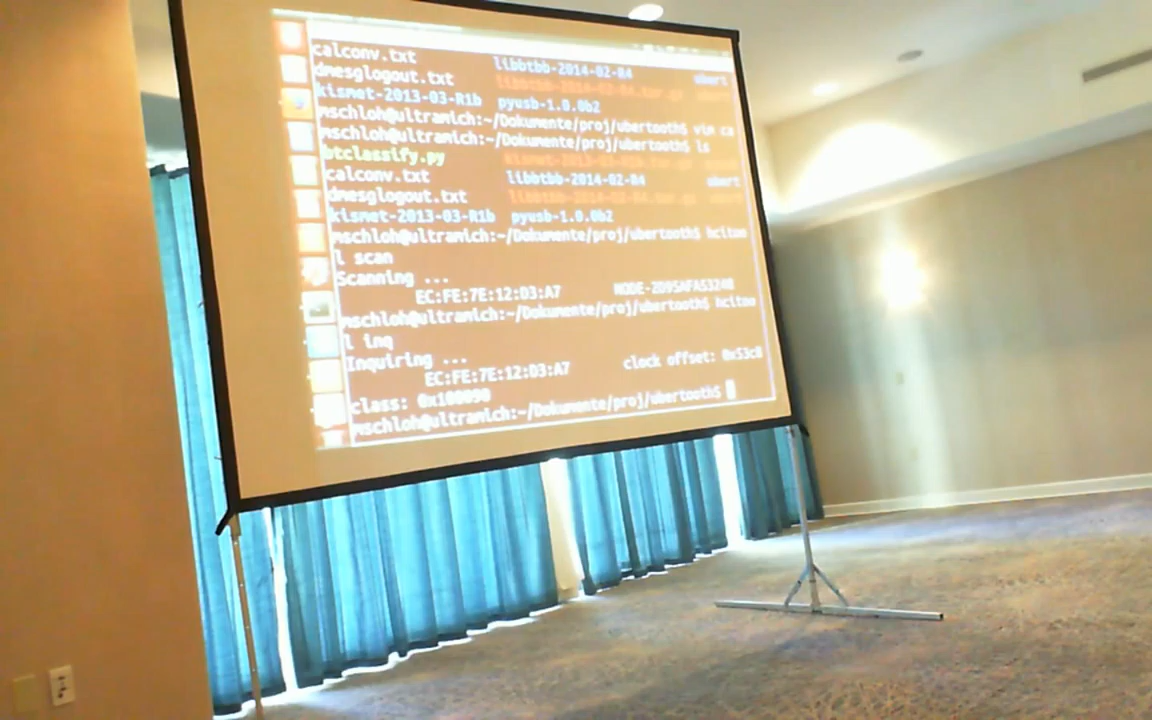 calconv.txt libbtbb-2014-02-R4 ubert
dmesglogout.txt
kismet-2013-03-R1b pyusb-1.0.0b2
mschloh@ultramich:~/Dokumente/proj/ubertooth$ vim ca
mschloh@ultramich:~/Dokumente/proj/ubertooth$ ls
btclassify.py
calconv.txt libbtbb-2014-02-R4 ubert
dmesglogout.txt
kismet-2013-03-R1b pyusb-1.0.0b2
mschloh@ultramich:~/Dokumente/proj/ubertooth$ hcitoo
l scan
Scanning ...
EC:FE:7E:12:03:A7
mschloh@ultramich:~/Dokumente/proj/ubertooth$ hcitoo
l inq
Inquiring ...
EC:FE:7E:12:03:A7 clock offset: 0x53c8
class:
mschloh@ultramich:~/Dokumente/proj/ubertooth$